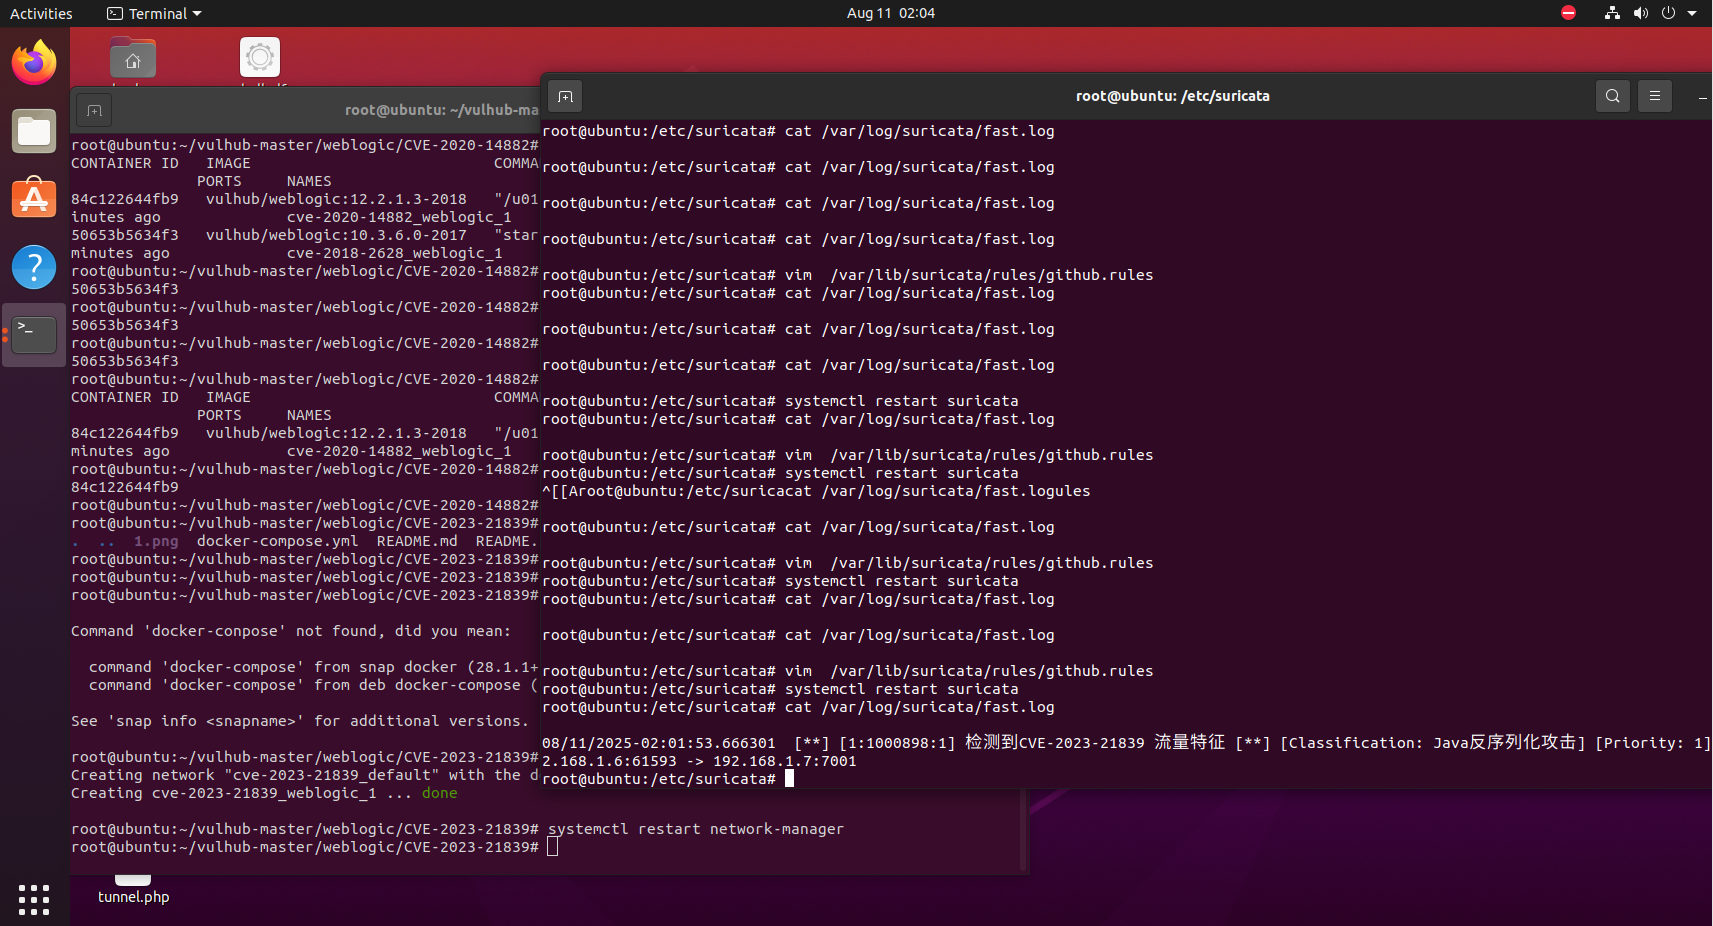 Activities
Terminal
Aug 11 02:04
root@ubuntu: ~/vulhub-ma
root@ubuntu:~/vulhub-master/weblogic/CVE-2020-14882#
CONTAINER ID   IMAGE                           COMMA
              PORTS     NAMES
84c122644fb9   vulhub/weblogic:12.2.1.3-2018   "/u01
inutes ago              cve-2020-14882_weblogic_1
50653b5634f3   vulhub/weblogic:10.3.6.0-2017   "star
minutes ago             cve-2018-2628_weblogic_1
root@ubuntu:~/vulhub-master/weblogic/CVE-2020-14882#
50653b5634f3
root@ubuntu:~/vulhub-master/weblogic/CVE-2020-14882#
50653b5634f3
root@ubuntu:~/vulhub-master/weblogic/CVE-2020-14882#
50653b5634f3
root@ubuntu:~/vulhub-master/weblogic/CVE-2020-14882#
CONTAINER ID   IMAGE                           COMMA
              PORTS     NAMES
84c122644fb9   vulhub/weblogic:12.2.1.3-2018   "/u01
minutes ago             cve-2020-14882_weblogic_1
root@ubuntu:~/vulhub-master/weblogic/CVE-2020-14882#
84c122644fb9
root@ubuntu:~/vulhub-master/weblogic/CVE-2020-14882#
root@ubuntu:~/vulhub-master/weblogic/CVE-2023-21839#
.  ..  1.png  docker-compose.yml  README.md  README.
root@ubuntu:~/vulhub-master/weblogic/CVE-2023-21839#
root@ubuntu:~/vulhub-master/weblogic/CVE-2023-21839#
root@ubuntu:~/vulhub-master/weblogic/CVE-2023-21839#
Command 'docker-conpose' not found, did you mean:
  command 'docker-compose' from snap docker (28.1.1+
  command 'docker-compose' from deb docker-compose (
See 'snap info <snapname>' for additional versions.
root@ubuntu:~/vulhub-master/weblogic/CVE-2023-21839#
Creating network "cve-2023-21839_default" with the d
Creating cve-2023-21839_weblogic_1 ... done
root@ubuntu:~/vulhub-master/weblogic/CVE-2023-21839# systemctl restart network-manager
root@ubuntu:~/vulhub-master/weblogic/CVE-2023-21839#
root@ubuntu: /etc/suricata
root@ubuntu:/etc/suricata# cat /var/log/suricata/fast.log
root@ubuntu:/etc/suricata# cat /var/log/suricata/fast.log
root@ubuntu:/etc/suricata# cat /var/log/suricata/fast.log
root@ubuntu:/etc/suricata# cat /var/log/suricata/fast.log
root@ubuntu:/etc/suricata# vim  /var/lib/suricata/rules/github.rules
root@ubuntu:/etc/suricata# cat /var/log/suricata/fast.log
root@ubuntu:/etc/suricata# cat /var/log/suricata/fast.log
root@ubuntu:/etc/suricata# cat /var/log/suricata/fast.log
root@ubuntu:/etc/suricata# systemctl restart suricata
root@ubuntu:/etc/suricata# cat /var/log/suricata/fast.log
root@ubuntu:/etc/suricata# vim  /var/lib/suricata/rules/github.rules
root@ubuntu:/etc/suricata# systemctl restart suricata
^[[Aroot@ubuntu:/etc/suricacat /var/log/suricata/fast.logules
root@ubuntu:/etc/suricata# cat /var/log/suricata/fast.log
root@ubuntu:/etc/suricata# vim  /var/lib/suricata/rules/github.rules
root@ubuntu:/etc/suricata# systemctl restart suricata
root@ubuntu:/etc/suricata# cat /var/log/suricata/fast.log
root@ubuntu:/etc/suricata# cat /var/log/suricata/fast.log
root@ubuntu:/etc/suricata# vim  /var/lib/suricata/rules/github.rules
root@ubuntu:/etc/suricata# systemctl restart suricata
root@ubuntu:/etc/suricata# cat /var/log/suricata/fast.log
08/11/2025-02:01:53.666301  [**] [1:1000898:1] 检测到CVE-2023-21839 流量特征 [**] [Classification: Java反序列化攻击] [Priority: 1]
2.168.1.6:61593 -> 192.168.1.7:7001
root@ubuntu:/etc/suricata#
tunnel.php